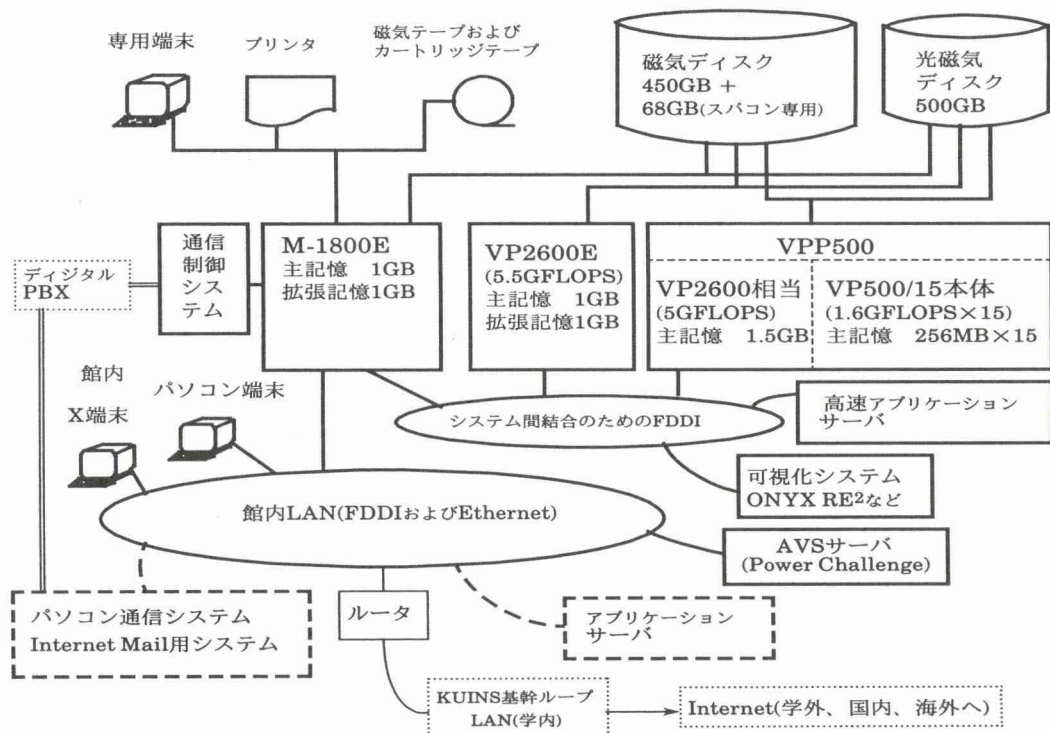 専用端末
プリンタ
磁気テープおよび
カートリッジテープ
磁気ディスク
450GB +
68GB(スパコン専用)
光磁気
ディスク
500GB
ディジタル
PBX
通信
制御シ
ステム
M-1800E
主記憶 1GB
拡張記憶1GB
VP2600E
(5.5GFLOPS)
主記憶 1GB
拡張記憶1GB
VPP500
VP2600相当
(5GFLOPS)
主記憶 1.5GB
VP500/15本体
(1.6GFLOPS×15)
主記憶 256MB×15
館内
X端末
パソコン端末
システム間結合のためのFDDI
高速アプリケーション
サーバ
可視化システム
ONYX RE²など
館内LAN(FDDIおよびEthernet)
AVSサーバ
(Power Challenge)
パソコン通信システム
Internet Mail用システム
ルータ
アプリケーション
サーバ
KUINS基幹ループ
LAN(学内)
Internet(学外、国内、海外へ)